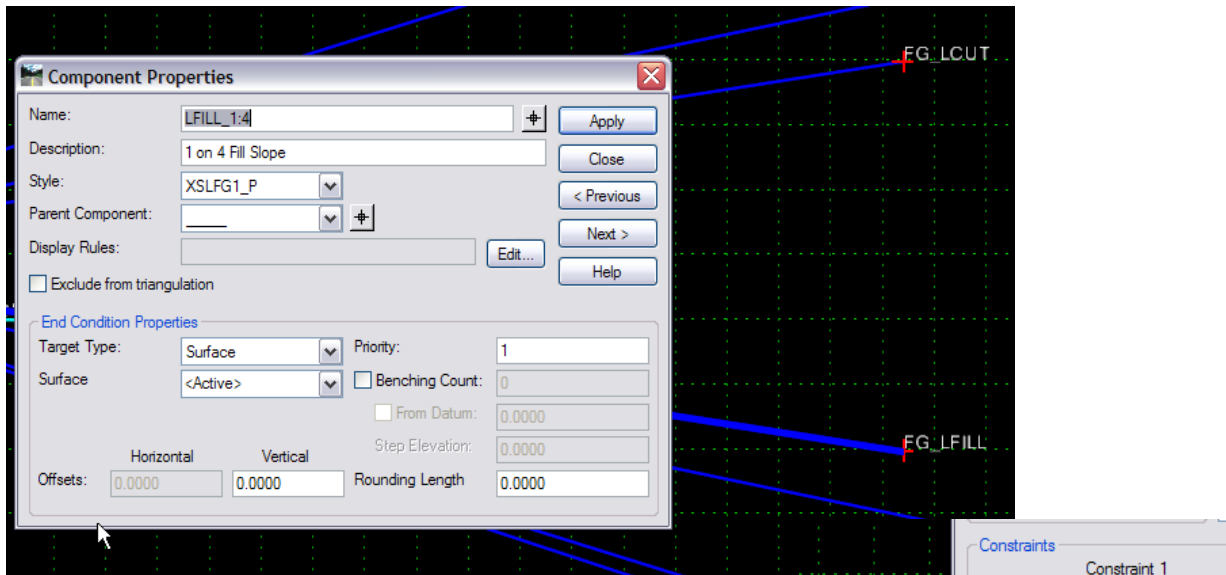 FG_LCUT
Component Properties
Name: LFILL_1:4 Apply
Description: 1 on 4 Fill Slope Close
Style: XSLFG1_P < Previous
Parent Component: Next >
Display Rules: Edit... Help
Exclude from triangulation
End Condition Properties
Target Type: Surface Priority: 1
Surface <Active> Benching Count: 0
From Datum: 0.0000
Step Elevation: 0.0000
Horizontal Vertical
Offsets: 0.0000 0.0000 Rounding Length 0.0000
FG_LFILL
Constraints
Constraint 1